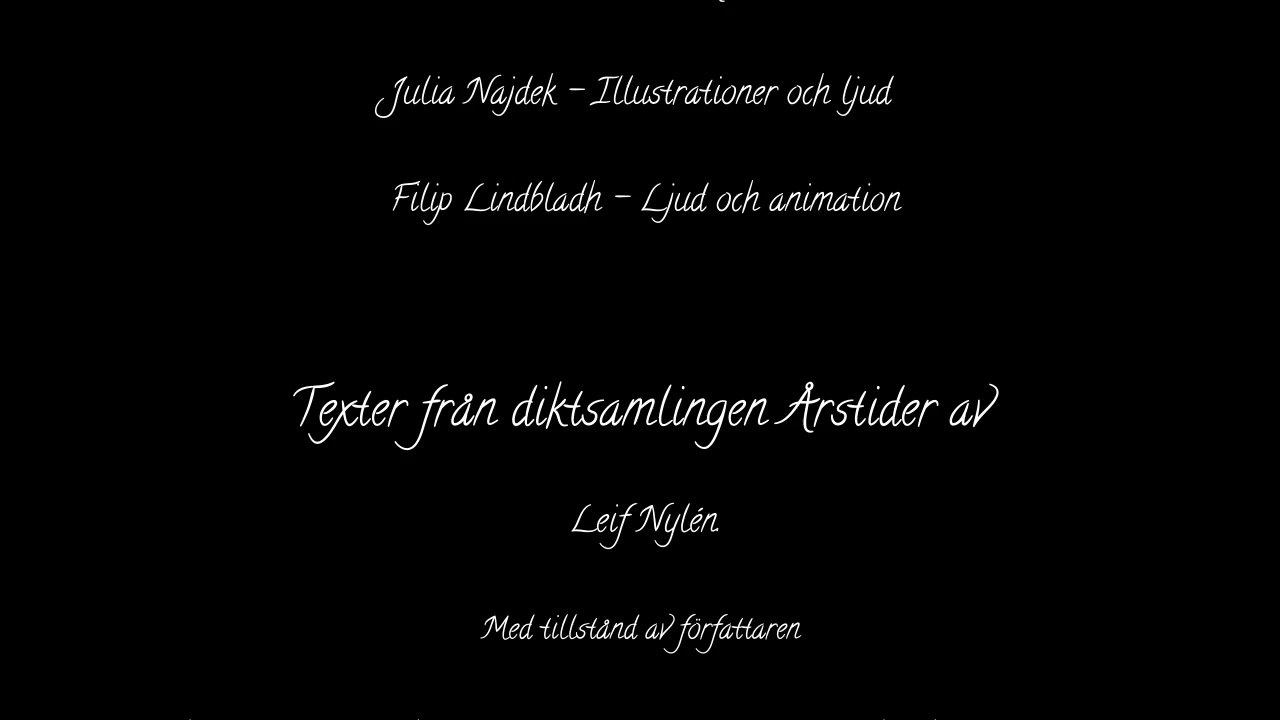 Julia Najdek - Illustrationer och ljud
Filip Lindbladh - Ljud och animation
Texter från diktsamlingen Årstider av
Leif Nylén.
Med tillstånd av författaren